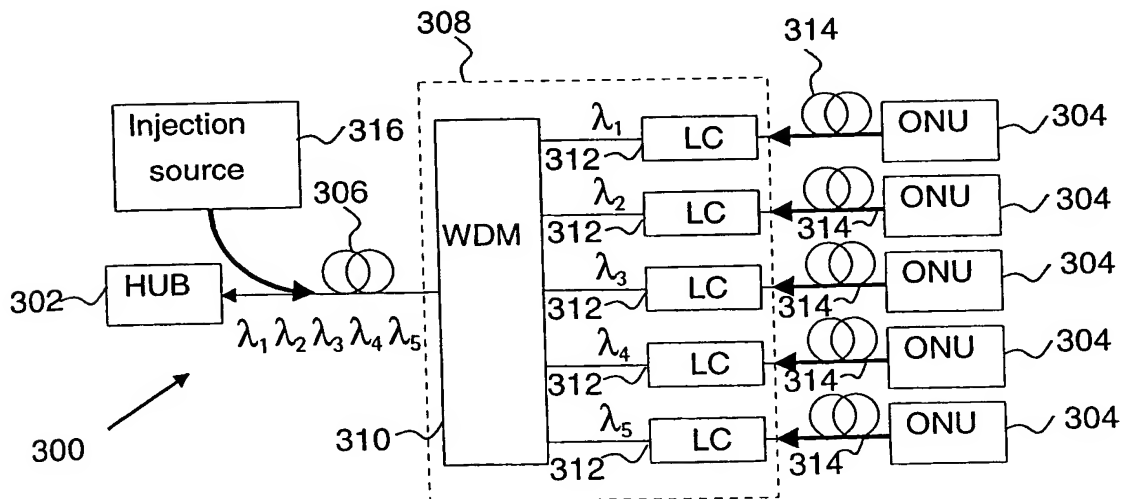 308
314
Injection
source
316
306
WDM
λ1
312
LC
ONU
304
λ2
312
LC
314
ONU
304
λ3
312
LC
314
ONU
304
λ4
312
LC
314
ONU
304
λ5
312
LC
314
ONU
304
302
HUB
λ1 λ2 λ3 λ4 λ5
300
310